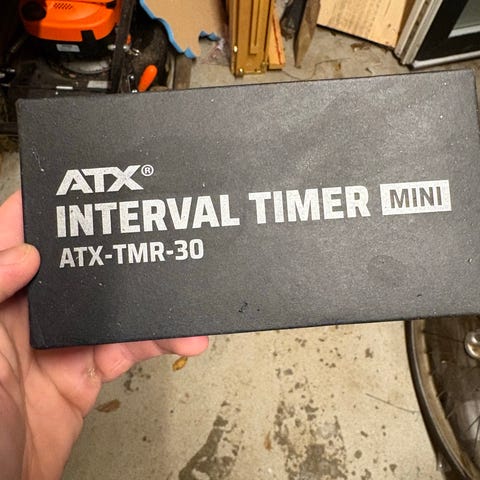 ATX®
INTERVAL TIMER MINI
ATX-TMR-30